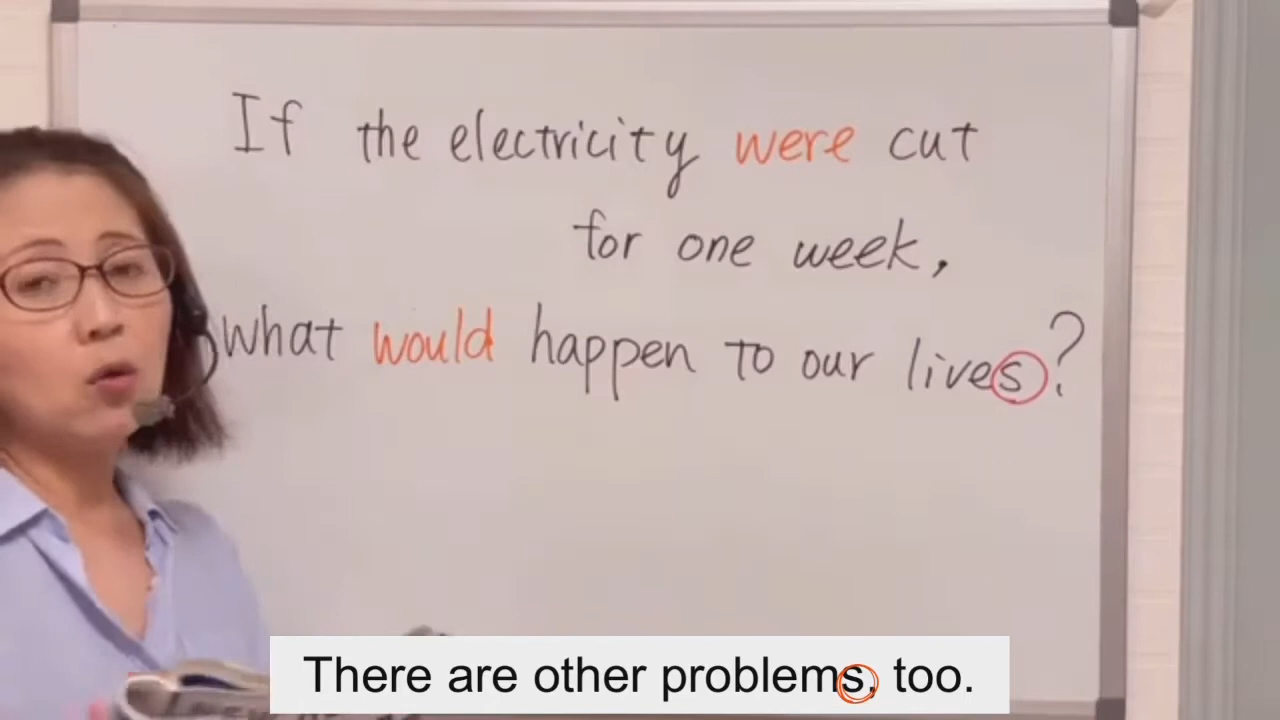 If the electricity were cut
for one week,
what would happen to our lives?
There are other problems, too.